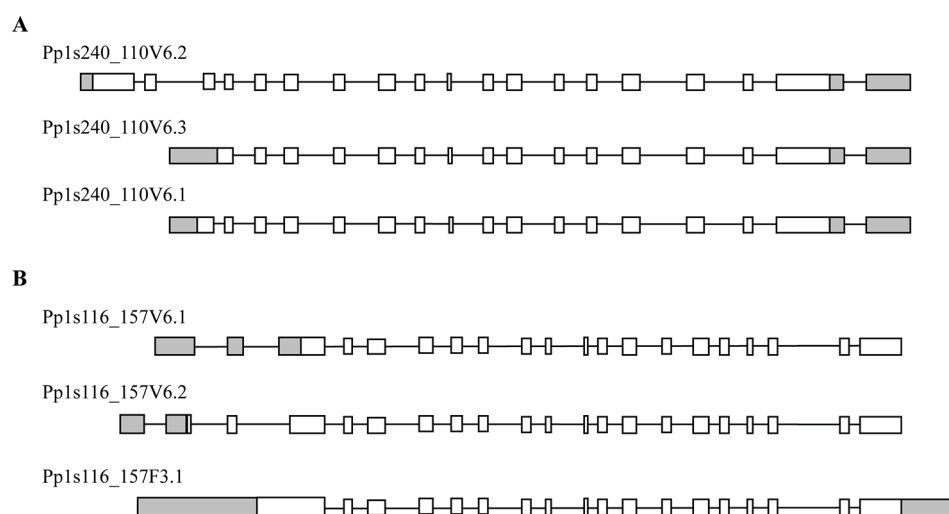 A
Pp1s240_110V6.2
Pp1s240_110V6.3
Pp1s240_110V6.1
B
Pp1s116_157V6.1
Pp1s116_157V6.2
Pp1s116_157F3.1